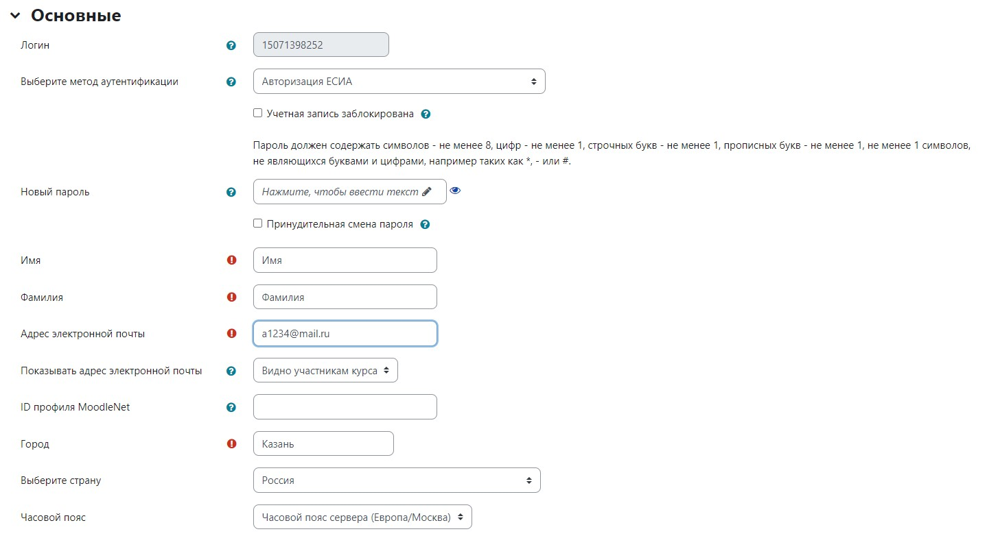 Основные
Логин
15071398252
Выберите метод аутентификации
Авторизация ЕСИА
Учетная запись заблокирована
Пароль должен содержать символов - не менее 8, цифр - не менее 1, строчных букв - не менее 1, прописных букв - не менее 1, не менее 1 символов,
не являющихся буквами и цифрами, например таких как *, - или #.
Новый пароль
Нажмите, чтобы ввести текст
Принудительная смена пароля
Имя
Имя
Фамилия
Фамилия
Адрес электронной почты
a1234@mail.ru
Показывать адрес электронной почты
Видно участникам курса
ID профиля MoodleNet
Город
Казань
Выберите страну
Россия
Часовой пояс
Часовой пояс сервера (Европа/Москва)